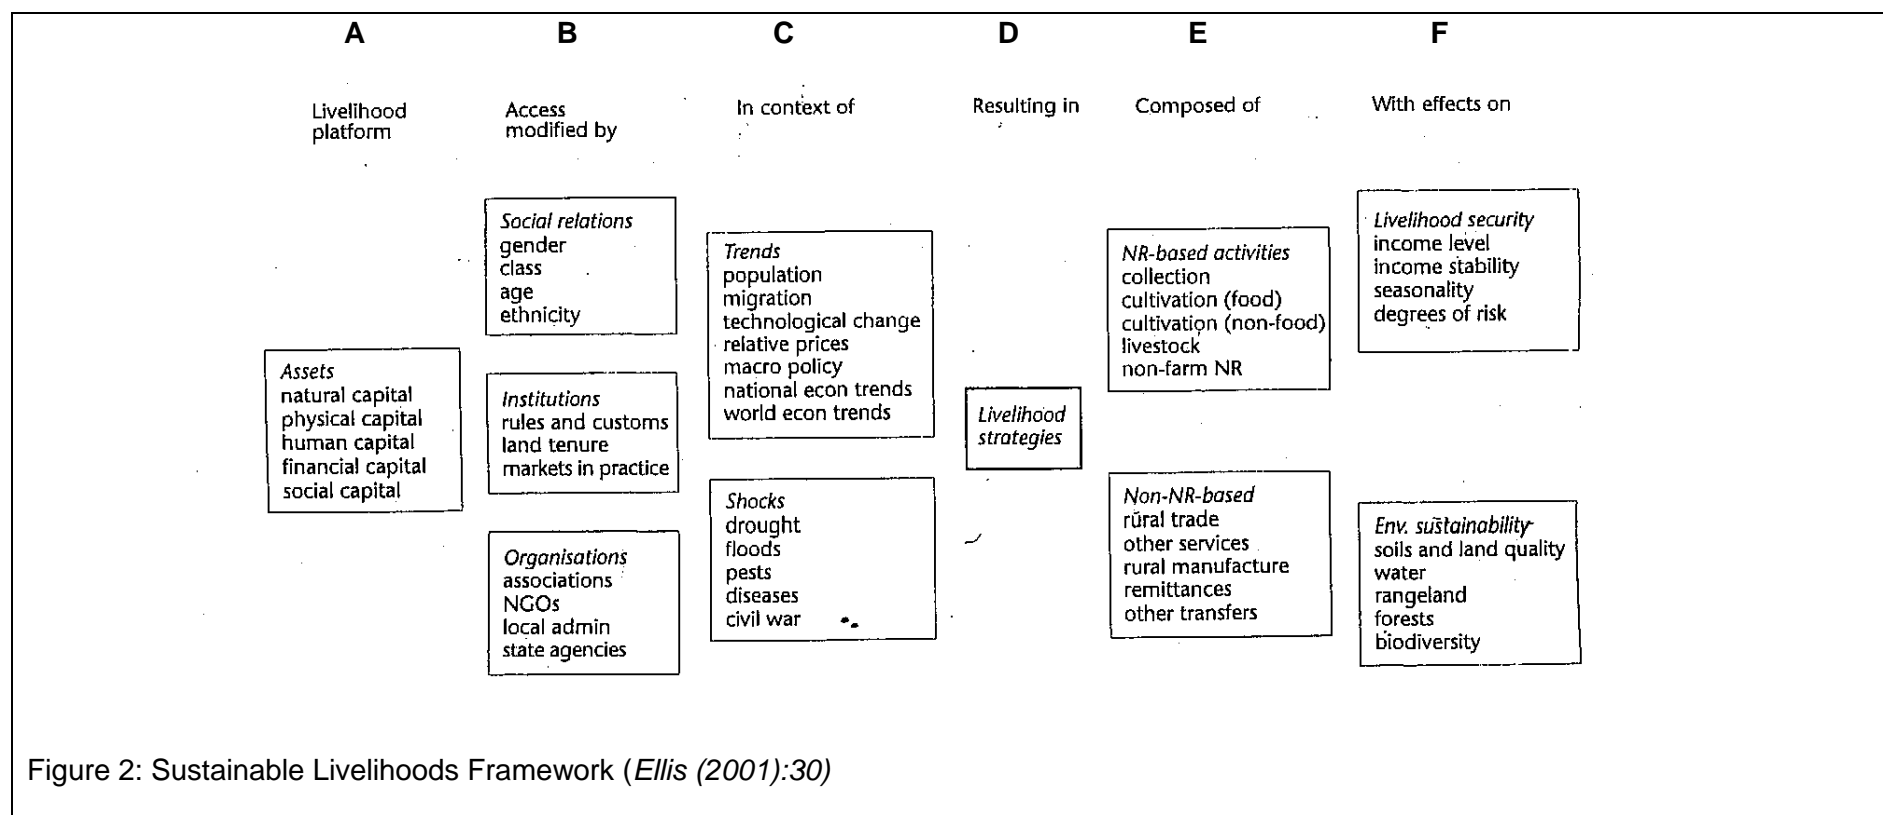 A B C D E F
Livelihood
platform
Access
modified by
In context of
Resulting in
Composed of
With effects on
Assets
natural capital
physical capital
human capital
financial capital
social capital
Social relations
gender
class
age
ethnicity
Institutions
rules and customs
land tenure
markets in practice
Organisations
associations
NGOs
local admin
state agencies
Trends
population
migration
technological change
relative prices
macro policy
national econ trends
world econ trends
Shocks
drought
floods
pests
diseases
civil war
Livelihood
strategies
NR-based activities
collection
cultivation (food)
cultivation (non-food)
livestock
non-farm NR
Non-NR-based
rural trade
other services
rural manufacture
remittances
other transfers
Livelihood security
income level
income stability
seasonality
degrees of risk
Env. sustainability
soils and land quality
water
rangeland
forests
biodiversity
Figure 2: Sustainable Livelihoods Framework (Ellis (2001):30)